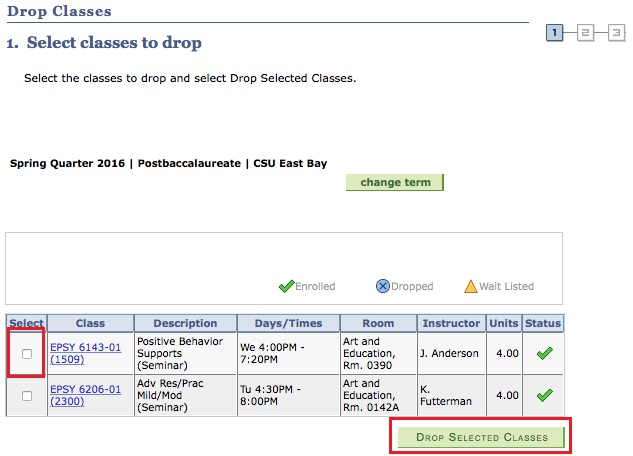 Drop Classes
1 2 3
1. Select classes to drop
Select the classes to drop and select Drop Selected Classes.
Spring Quarter 2016 | Postbaccalaureate | CSU East Bay
change term
Enrolled Dropped Wait Listed
Select Class Description Days/Times Room Instructor Units Status
EPSY 6143-01
(1509)
Positive Behavior
Supports
(Seminar)
We 4:00PM -
7:20PM
Art and
Education,
Rm. 0390
J. Anderson
4.00
EPSY 6206-01
(2300)
Adv Res/Prac
Mild/Mod
(Seminar)
Tu 4:30PM -
8:00PM
Art and
Education,
Rm. 0142A
K.
Futterman
4.00
DROP SELECTED CLASSES